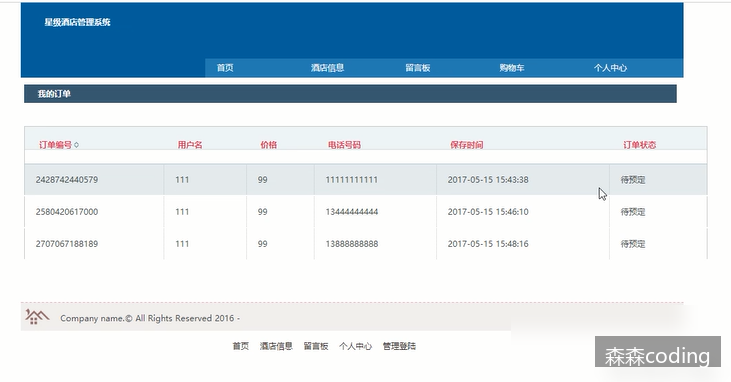 星级酒店管理系统
首页 酒店信息 留言板 购物车 个人中心
我的订单
订单编号 用户名 价格 电话号码 保存时间 订单状态
2428742440579 111 99 11111111111 2017-05-15 15:43:38 待预定
2580420617000 111 99 13444444444 2017-05-15 15:46:10 待预定
2707067188189 111 99 13888888888 2017-05-15 15:48:16 待预定
Company name.© All Rights Reserved 2016 -
首页 酒店信息 留言板 个人中心 管理登陆
森森coding